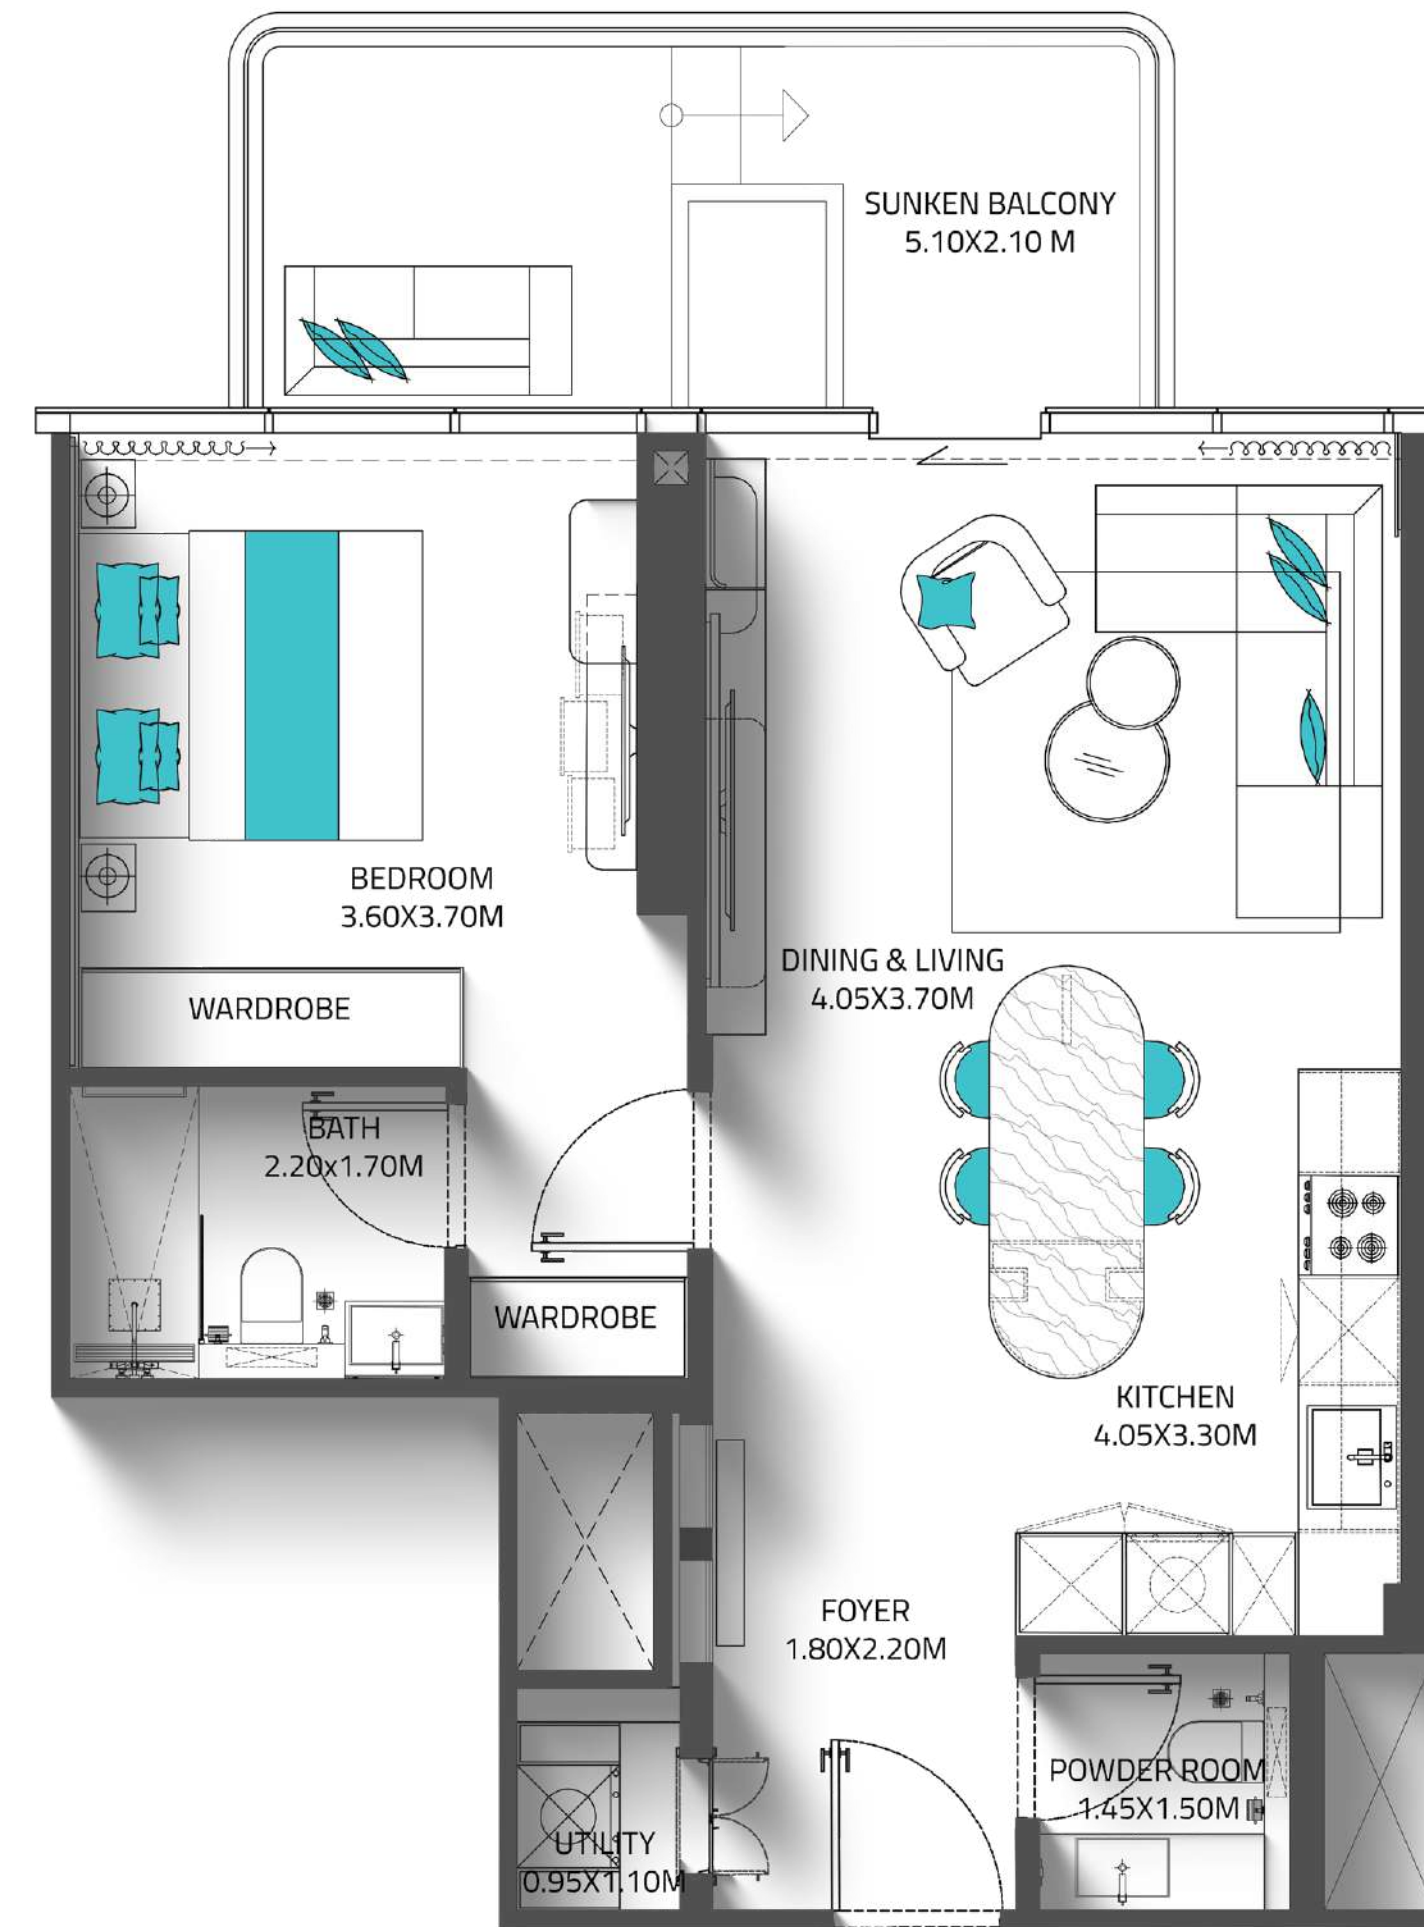 SUNKEN BALCONY
5.10X2.10 M
BEDROOM
3.60X3.70M
DINING & LIVING
4.05X3.70M
WARDROBE
BATH
2.20x1.70M
WARDROBE
KITCHEN
4.05X3.30M
FOYER
1.80X2.20M
POWDER ROOM
1.45X1.50M
UTILITY
0.95X1.10M